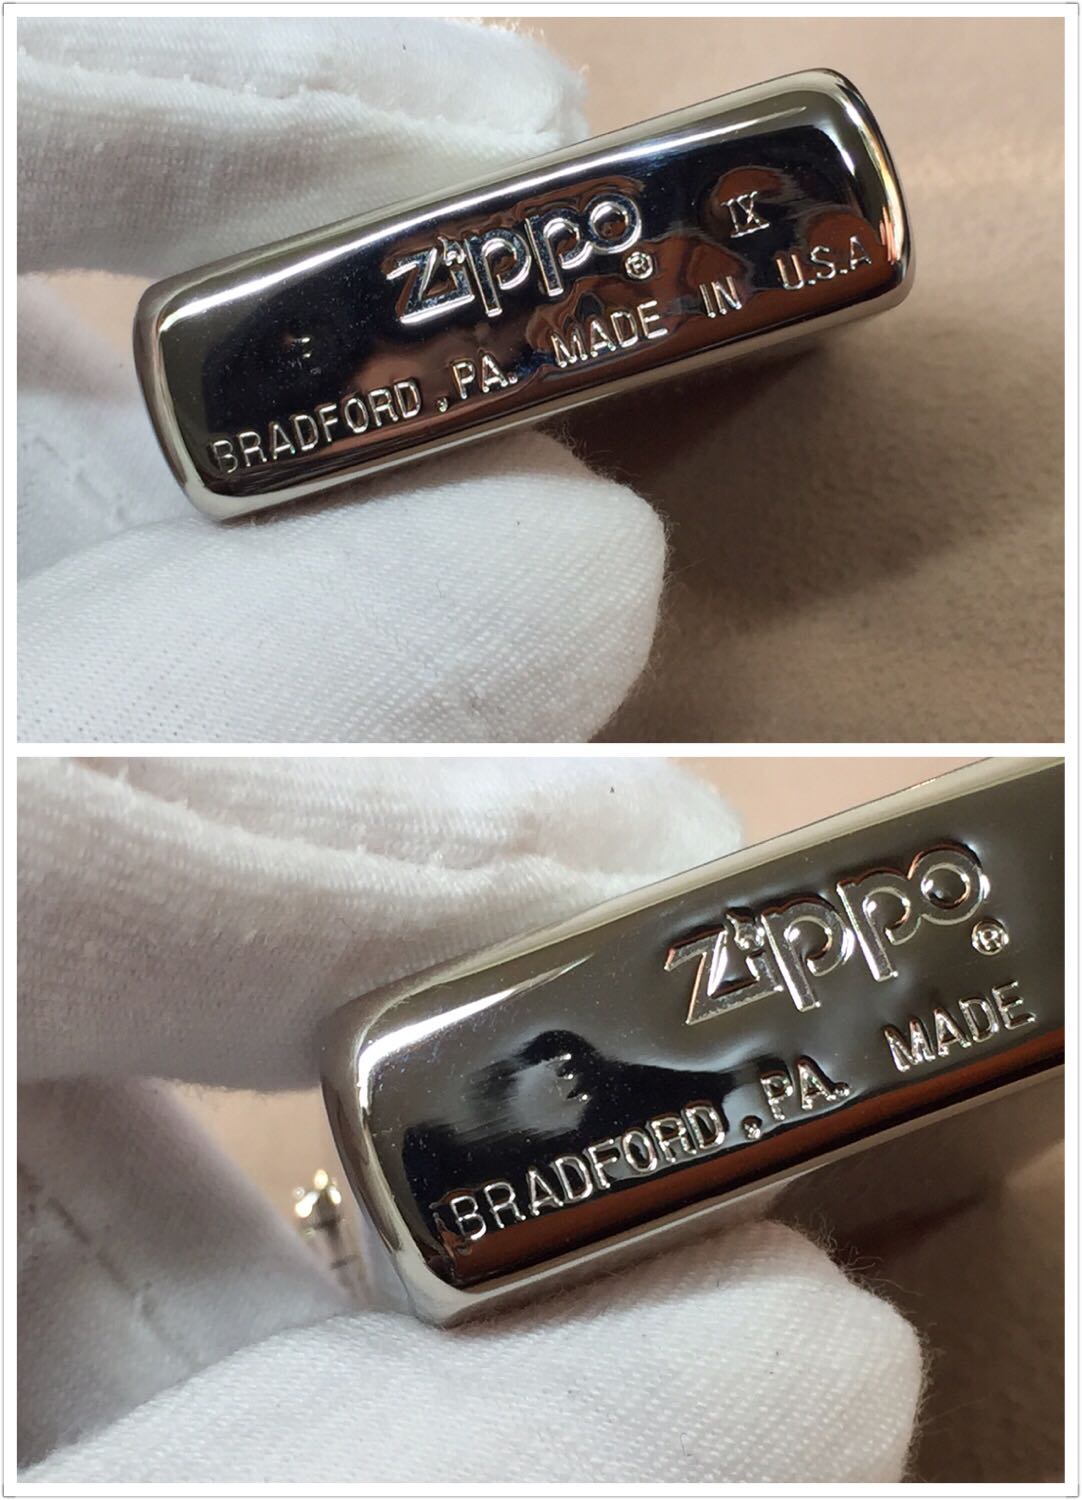 Zippo® IX
BRADFORD , PA. MADE IN U.S.A
Zippo®
BRADFORD , PA. MADE